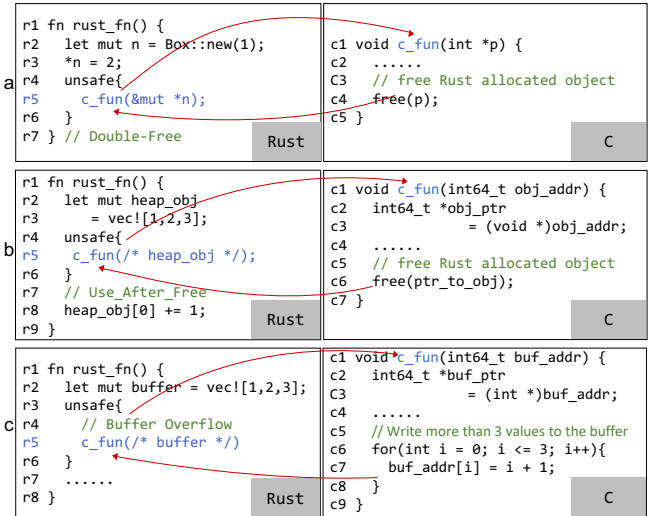 a
r1 fn rust_fn() {
r2   let mut n = Box::new(1);
r3   *n = 2;
r4   unsafe{
r5     c_fun(&mut *n);
r6   }
r7 } // Double-Free
Rust
c1 void c_fun(int *p) {
c2   ......
C3   // free Rust allocated object
c4   free(p);
c5 }
C
b
r1 fn rust_fn() {
r2   let mut heap_obj
r3     = vec![1,2,3];
r4   unsafe{
r5    c_fun(/* heap_obj */);
r6   }
r7   // Use_After_Free
r8   heap_obj[0] += 1;
r9 }
Rust
c1 void c_fun(int64_t obj_addr) {
c2   int64_t *obj_ptr
c3             = (void *)obj_addr;
c4   ......
c5   // free Rust allocated object
c6   free(ptr_to_obj);
c7 }
C
c
r1 fn rust_fn() {
r2   let mut buffer = vec![1,2,3];
r3   unsafe{
r4     // Buffer Overflow
r5     c_fun(/* buffer */)
r6   }
r7   ......
r8 }
Rust
c1 void c_fun(int64_t buf_addr) {
c2   int64_t *buf_ptr
C3             = (int *)buf_addr;
c4   ......
c5   // Write more than 3 values to the buffer
c6   for(int i = 0; i <= 3; i++){
c7     buf_addr[i] = i + 1;
c8   }
c9 }
C